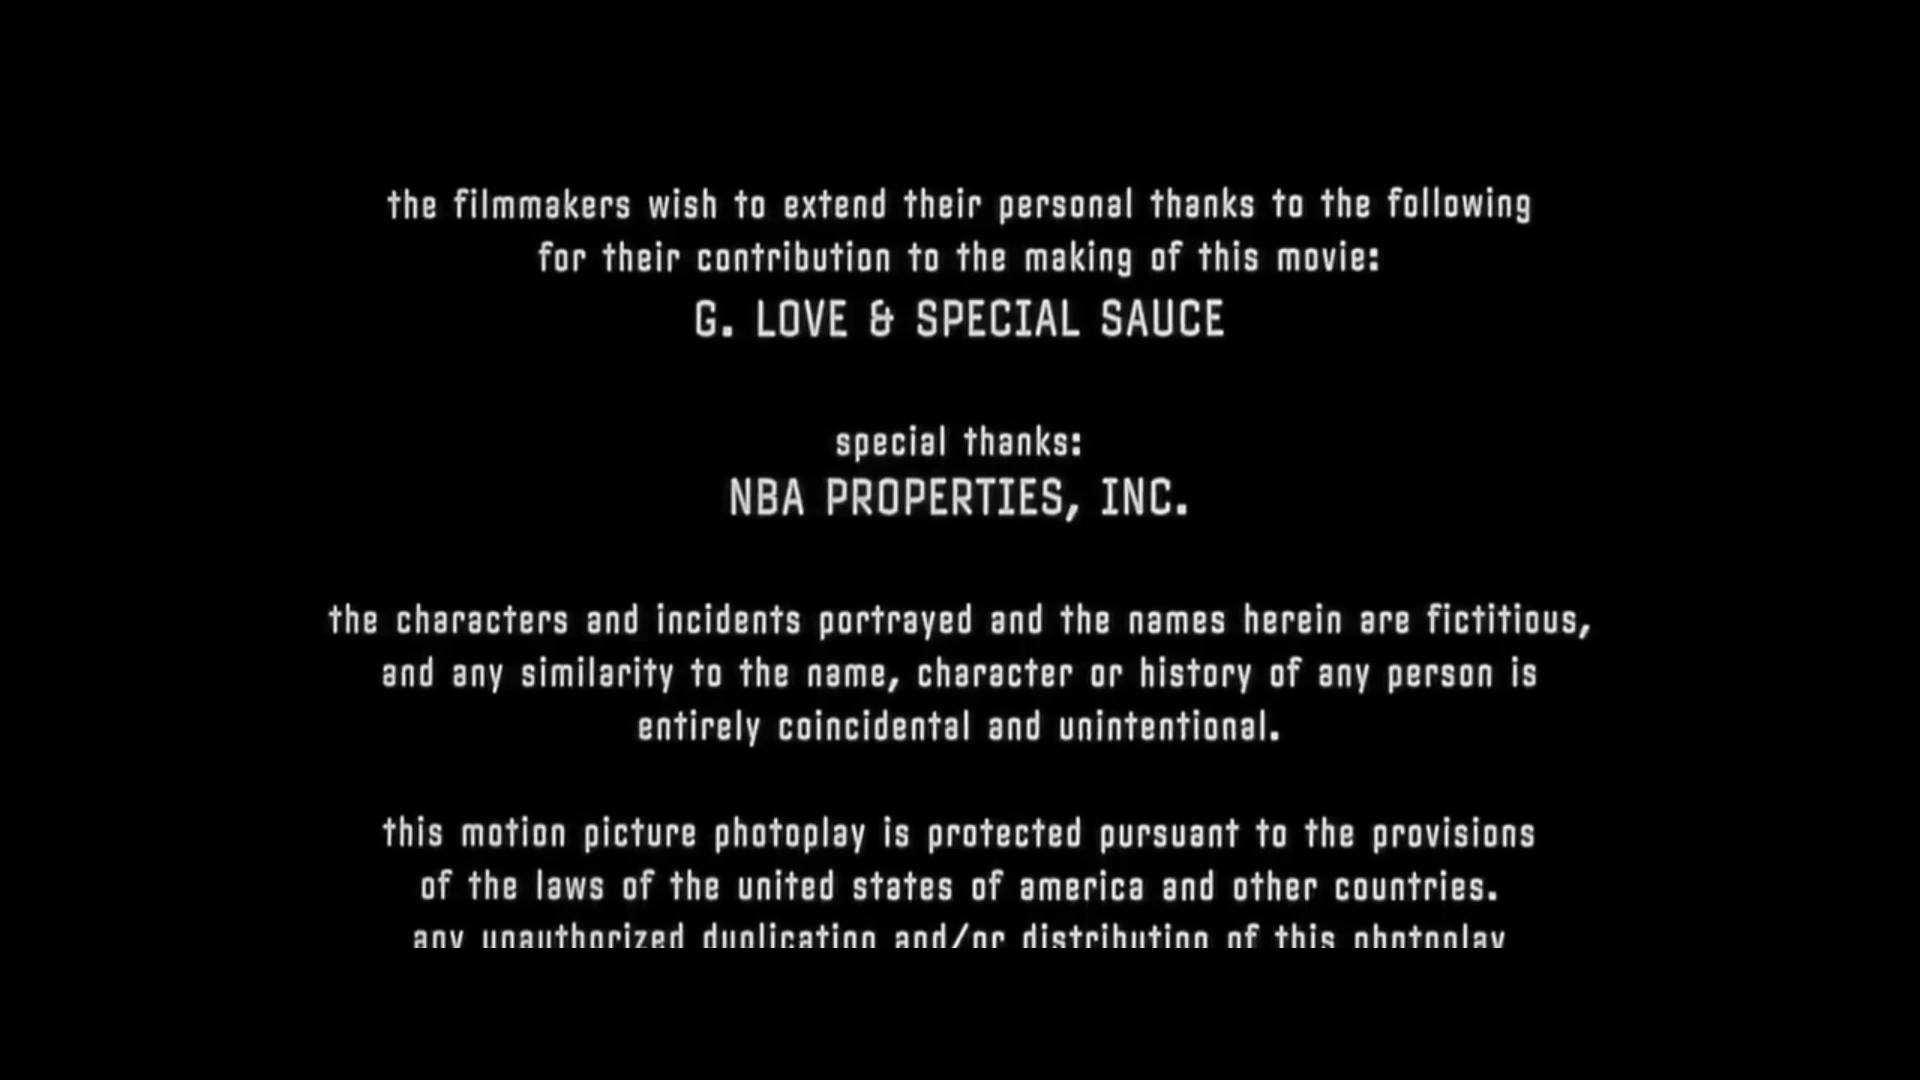 the filmmakers wish to extend their personal thanks to the following
for their contribution to the making of this movie:
G. LOVE & SPECIAL SAUCE
special thanks:
NBA PROPERTIES, INC.
the characters and incidents portrayed and the names herein are fictitious,
and any similarity to the name, character or history of any person is
entirely coincidental and unintentional.
this motion picture photoplay is protected pursuant to the provisions
of the laws of the united states of america and other countries.
any unauthorized duplication and/or distribution of this photoplay